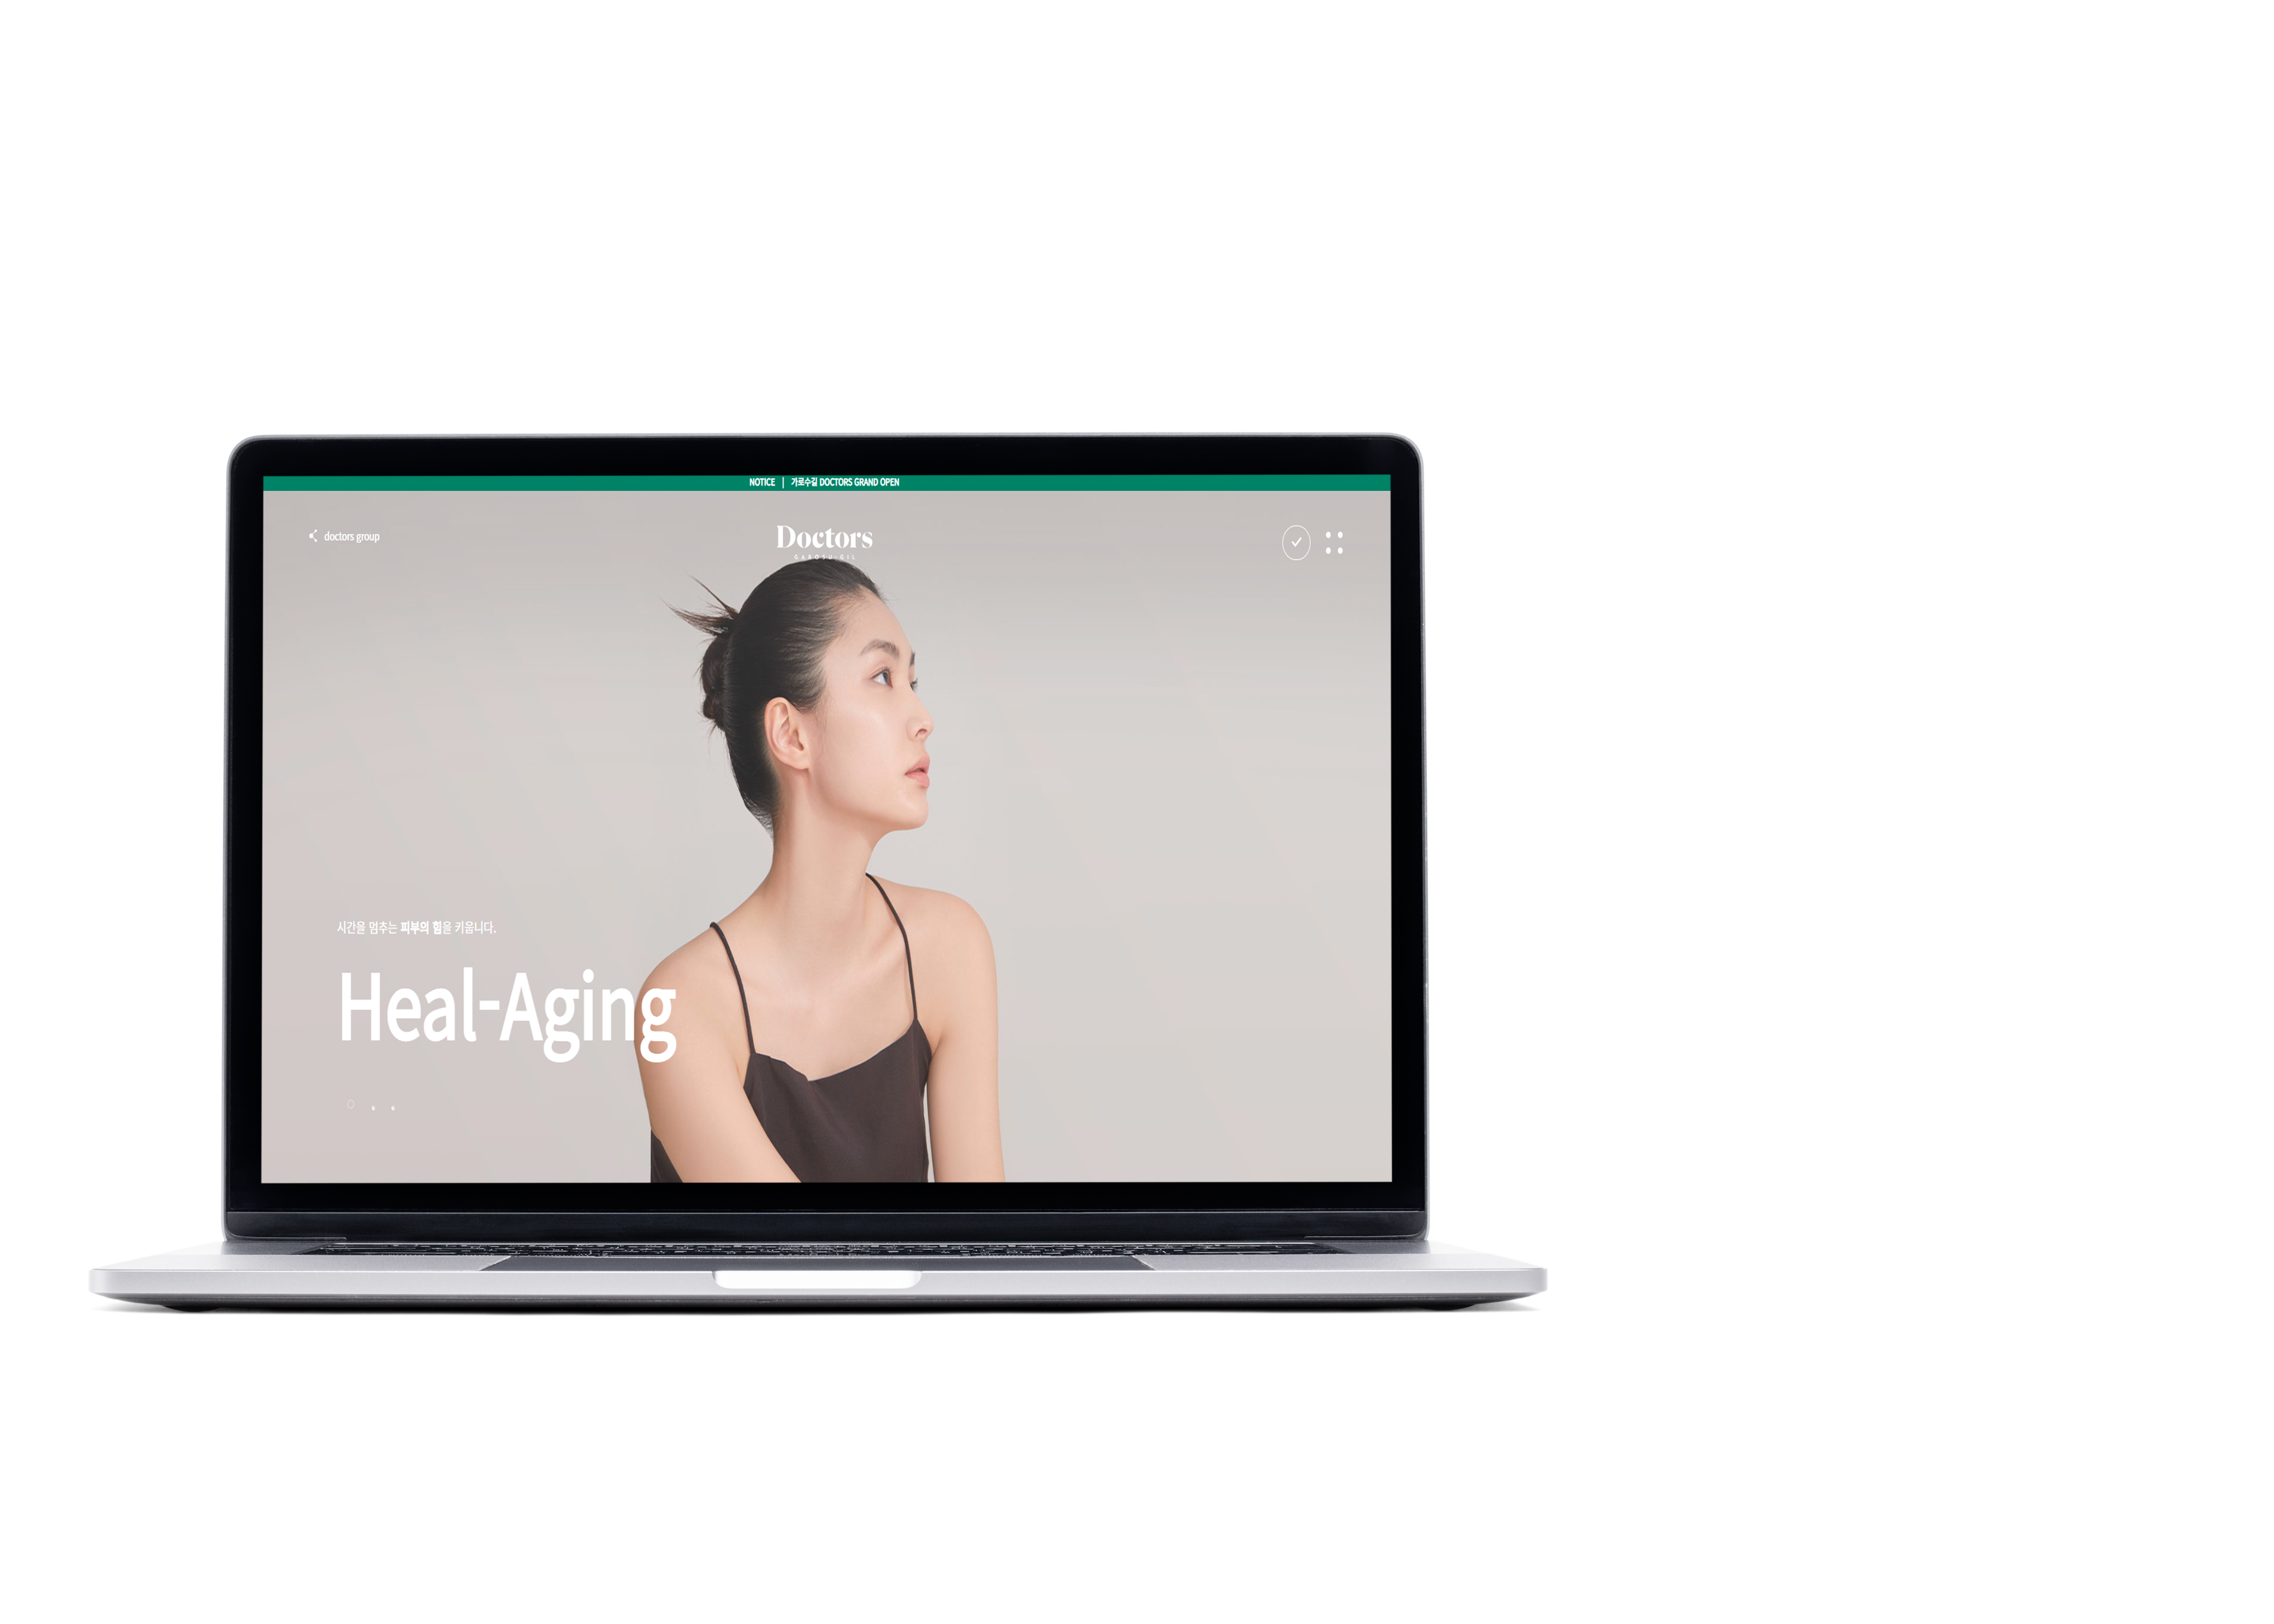 NOTICE | 가로수길 DOCTORS GRAND OPEN
doctors group
Doctors
GAROSU-GIL
시간을 멈추는 피부의 힘을 키웁니다.
Heal-Aging